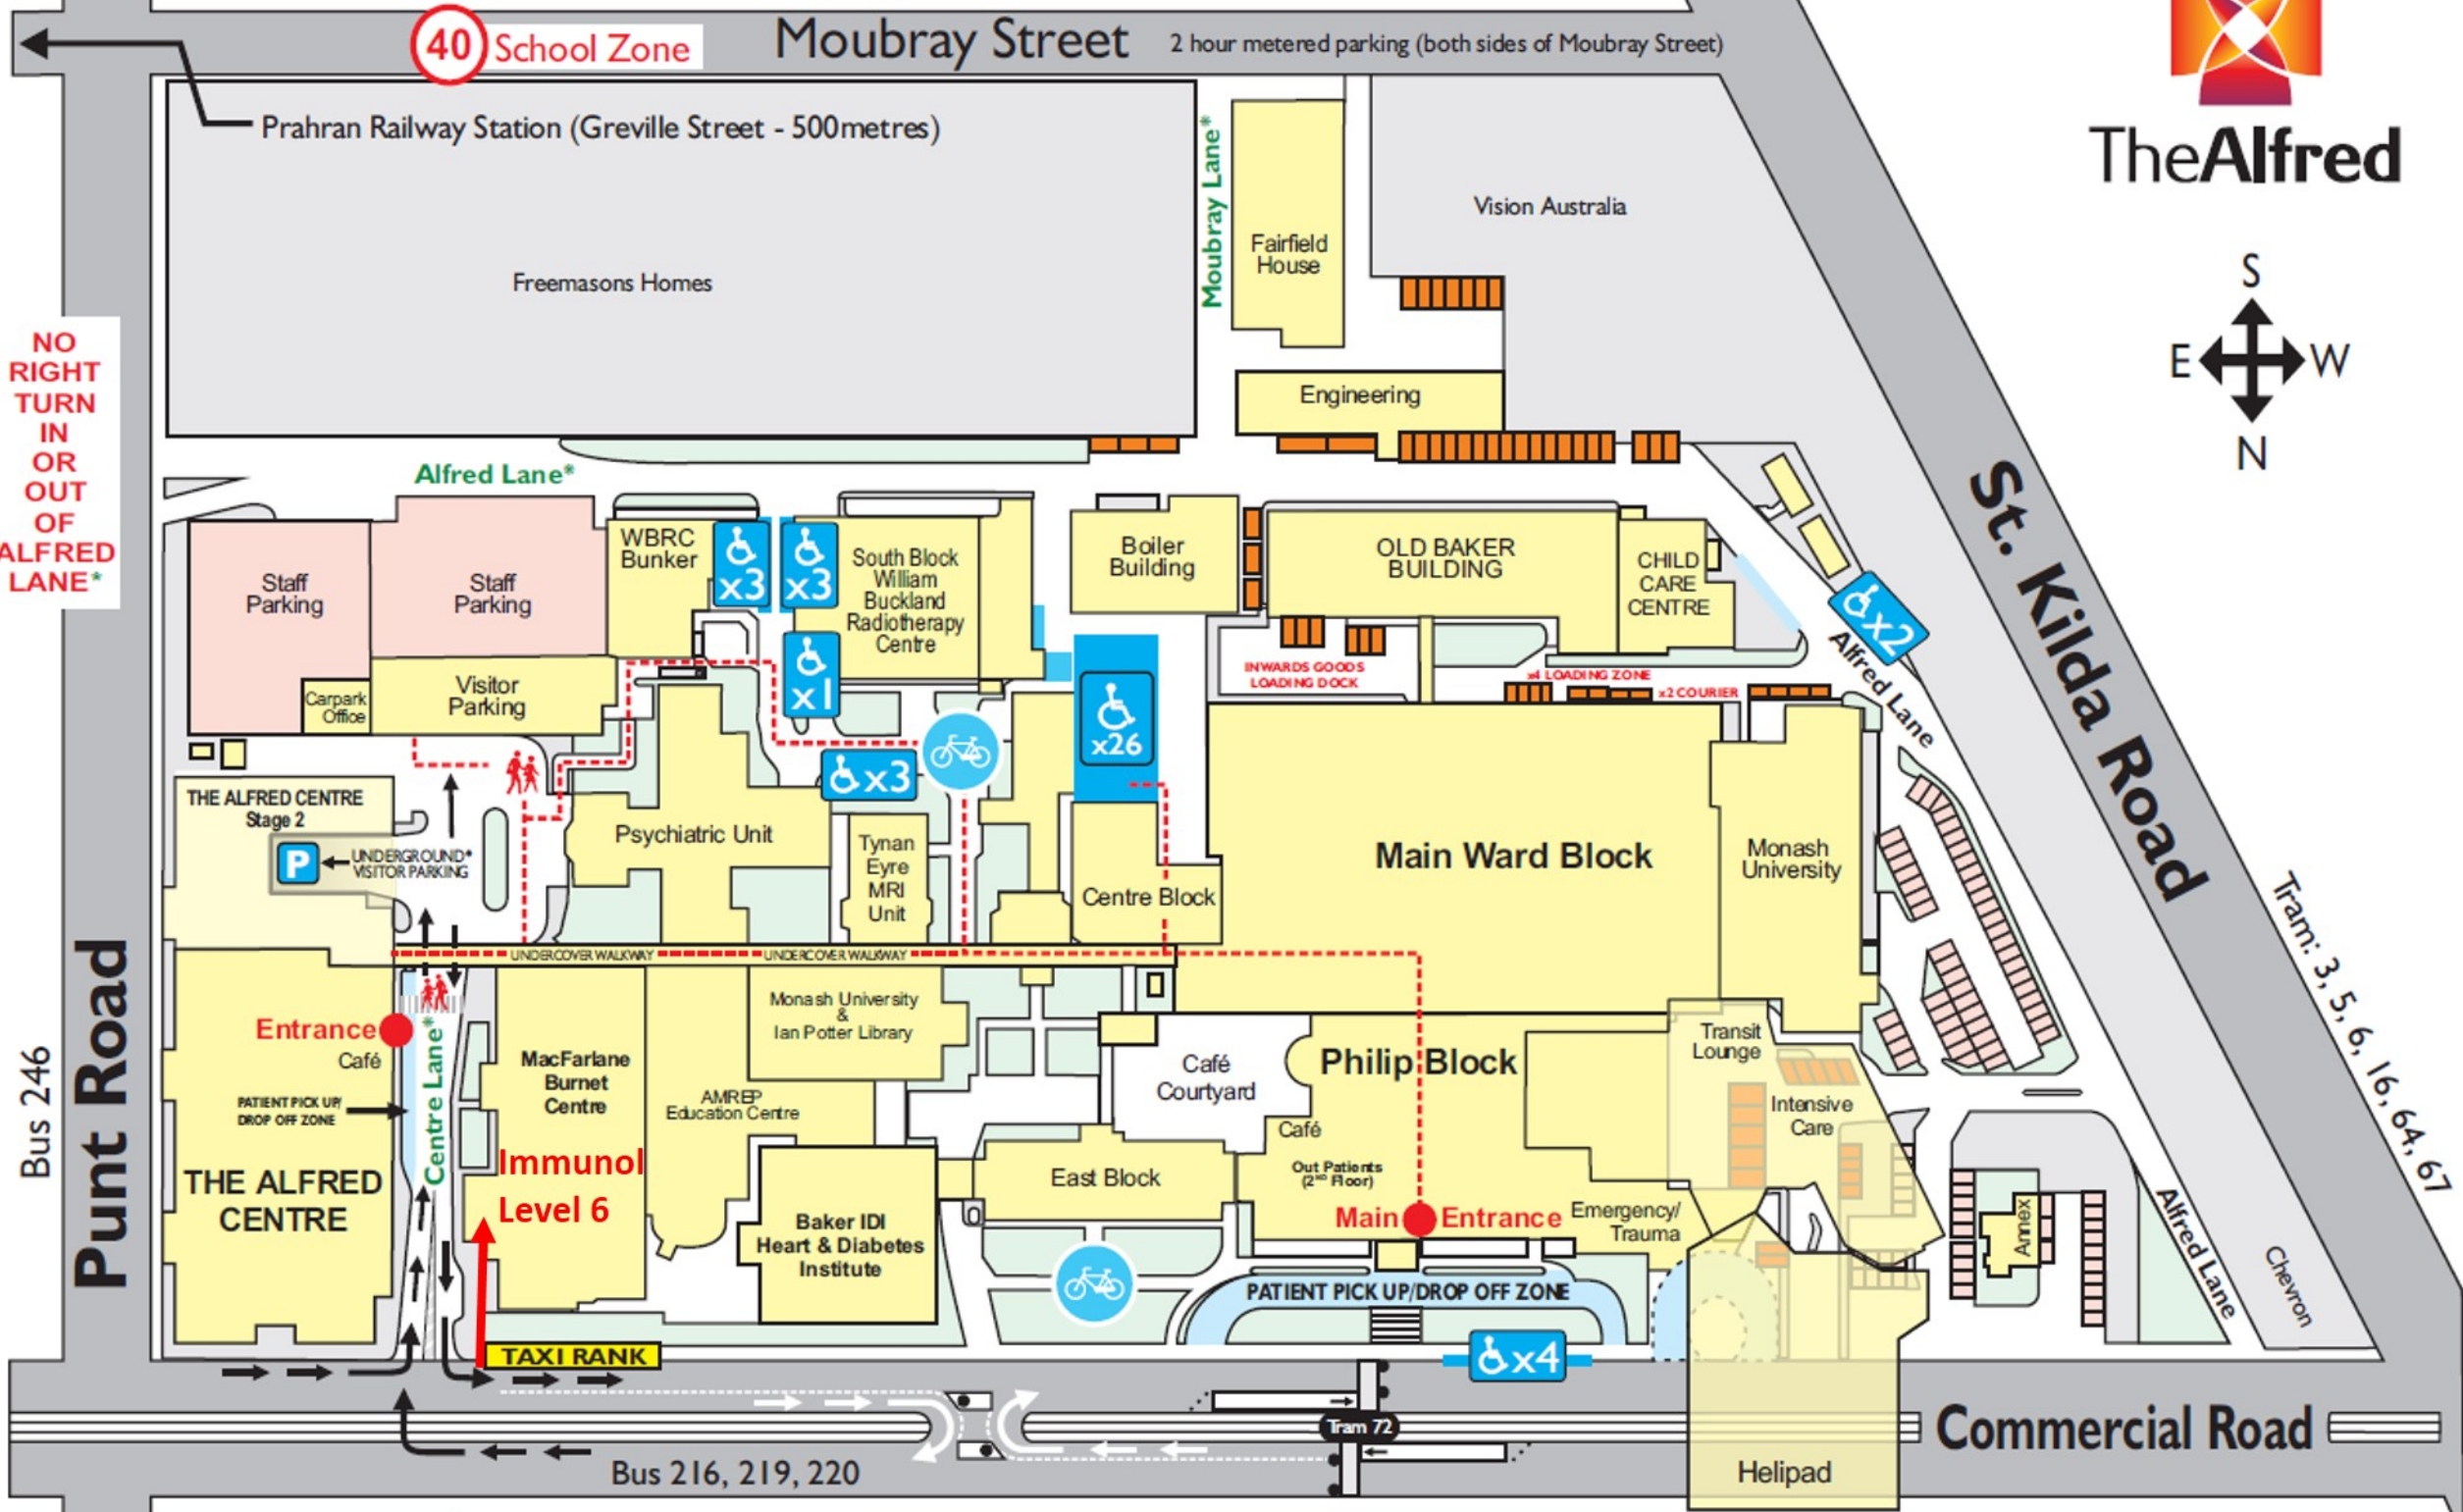 40 School Zone
Moubray Street
2 hour metered parking (both sides of Moubray Street)
TheAlfred
Prahran Railway Station (Greville Street - 500metres)
Moubray Lane*
Fairfield
House
Vision Australia
Freemasons Homes
S
E W
N
NO
RIGHT
TURN
IN
OR
OUT
OF
ALFRED
LANE*
Engineering
Alfred Lane*
Staff
Parking
Staff
Parking
WBRC
Bunker
x3
x3
South Block
William
Buckland
Radiotherapy
Centre
x1
Boiler
Building
OLD BAKER
BUILDING
CHILD
CARE
CENTRE
x2
St. Kilda Road
Alfred Lane
Carpark
Office
Visitor
Parking
INWARDS GOODS
LOADING DOCK
x4 LOADING ZONE
x2 COURIER
x26
x3
THE ALFRED CENTRE
Stage 2
P
UNDERGROUND*
VISITOR PARKING
Psychiatric Unit
Tynan
Eyre
MRI
Unit
Centre Block
Main Ward Block
Monash
University
Tram: 3, 5, 6, 16, 64, 67
UNDERCOVER WALKWAY
UNDERCOVER WALKWAY
Punt Road
Bus 246
Entrance
Café
PATIENT PICK UP/
DROP OFF ZONE
Centre Lane*
THE ALFRED
CENTRE
MacFarlane
Burnet
Centre
Immunol
Level 6
Monash University
&
Ian Potter Library
AMREP
Education Centre
Baker IDI
Heart & Diabetes
Institute
Café
Courtyard
Philip Block
Café
East Block
Out Patients
(2ND Floor)
Main Entrance
Emergency/
Trauma
Transit
Lounge
Intensive
Care
Annex
Alfred Lane
Chevron
PATIENT PICK UP/DROP OFF ZONE
x4
TAXI RANK
Tram 72
Commercial Road
Bus 216, 219, 220
Helipad